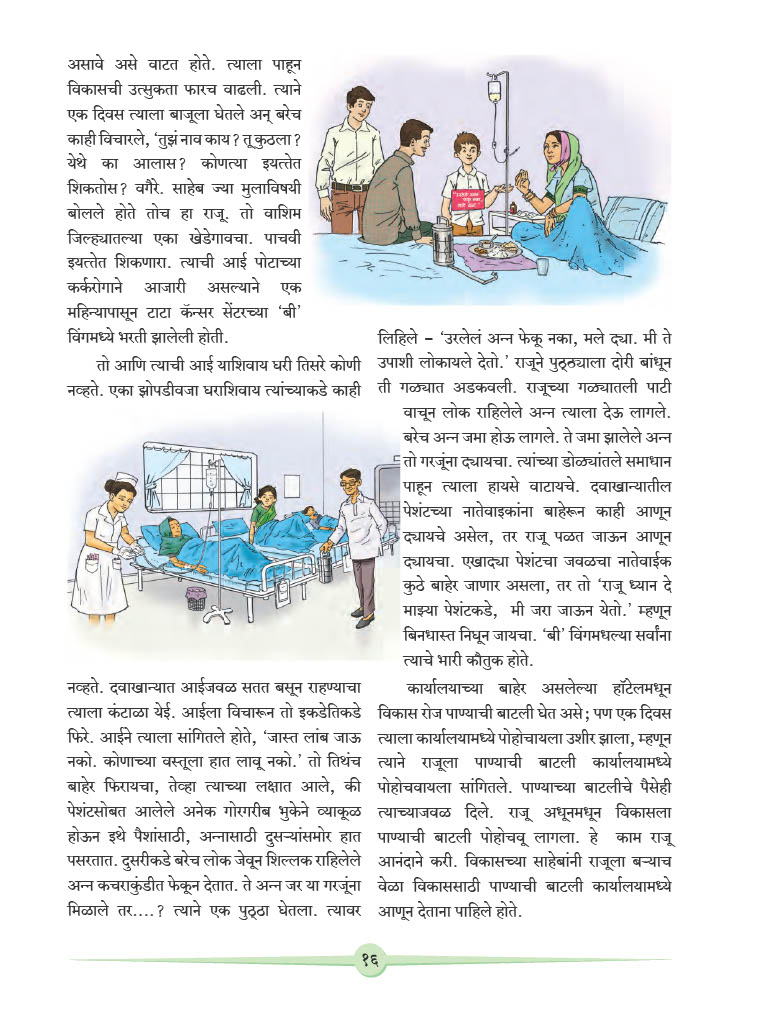 असावे असे वाटत होते. त्याला पाहून
विकासची उत्सुकता फारच वाढली. त्याने
एक दिवस त्याला बाजूला घेतले अन् बरेच
काही विचारले, ‘तुझं नाव काय? तू कुठला?
येथे का आलास? कोणत्या इयत्तेत
शिकतोस? वगैरे. साहेब ज्या मुलाविषयी
बोलले होते तोच हा राजू. तो वाशिम
जिल्ह्यातल्या एका खेडेगावचा. पाचवी
इयत्तेत शिकणारा. त्याची आई पोटाच्या
कर्करोगाने आजारी असल्याने एक
महिन्यापासून टाटा कॅन्सर सेंटरच्या ‘बी’
विंगमध्ये भरती झालेली होती.
तो आणि त्याची आई याशिवाय घरी तिसरे कोणी
नव्हते. एका झोपडीवजा घराशिवाय त्यांच्याकडे काही
नव्हते. दवाखान्यात आईजवळ सतत बसून राहण्याचा
त्याला कंटाळा येई. आईला विचारून तो इकडेतिकडे
फिरे. आईने त्याला सांगितले होते, ‘जास्त लांब जाऊ
नको. कोणाच्या वस्तूला हात लावू नको.’ तो तिथंच
बाहेर फिरायचा, तेव्हा त्याच्या लक्षात आले, की
पेशंटसोबत आलेले अनेक गोरगरीब भुकेने व्याकूळ
होऊन इथे पैशांसाठी, अन्नासाठी दुसऱ्यांसमोर हात
पसरतात. दुसरीकडे बरेच लोक जेवून शिल्लक राहिलेले
अन्न कचराकुंडीत फेकून देतात. ते अन्न जर या गरजूंना
मिळाले तर....? त्याने एक पुठ्ठा घेतला. त्यावर
लिहिले – ‘उरलेलं अन्न फेकू नका, मले द्या. मी ते
उपाशी लोकायले देतो.’ राजूने पुठ्ठ्याला दोरी बांधून
ती गळ्यात अडकवली. राजूच्या गळ्यातली पाटी
वाचून लोक राहिलेले अन्न त्याला देऊ लागले.
बरेच अन्न जमा होऊ लागले. ते जमा झालेले अन्न
तो गरजूंना द्यायचा. त्यांच्या डोळ्यांतले समाधान
पाहून त्याला हायसे वाटायचे. दवाखान्यातील
पेशंटच्या नातेवाइकांना बाहेरून काही आणून
द्यायचे असेल, तर राजू पळत जाऊन आणून
द्यायचा. एखाद्या पेशंटचा जवळचा नातेवाईक
कुठे बाहेर जाणार असला, तर तो ‘राजू ध्यान दे
माझ्या पेशंटकडे, मी जरा जाऊन येतो.’ म्हणून
बिनधास्त निघून जायचा. ‘बी’ विंगमधल्या सर्वांना
त्याचे भारी कौतुक होते.
कार्यालयाच्या बाहेर असलेल्या हॉटेलमधून
विकास रोज पाण्याची बाटली घेत असे; पण एक दिवस
त्याला कार्यालयामध्ये पोहोचायला उशीर झाला, म्हणून
त्याने राजूला पाण्याची बाटली कार्यालयामध्ये
पोहोचवायला सांगितले. पाण्याच्या बाटलीचे पैसेही
त्याच्याजवळ दिले. राजू अधूनमधून विकासला
पाण्याची बाटली पोहोचवू लागला. हे काम राजू
आनंदाने करी. विकासच्या साहेबांनी राजूला बऱ्याच
वेळा विकाससाठी पाण्याची बाटली कार्यालयामध्ये
आणून देताना पाहिले होते.
१६